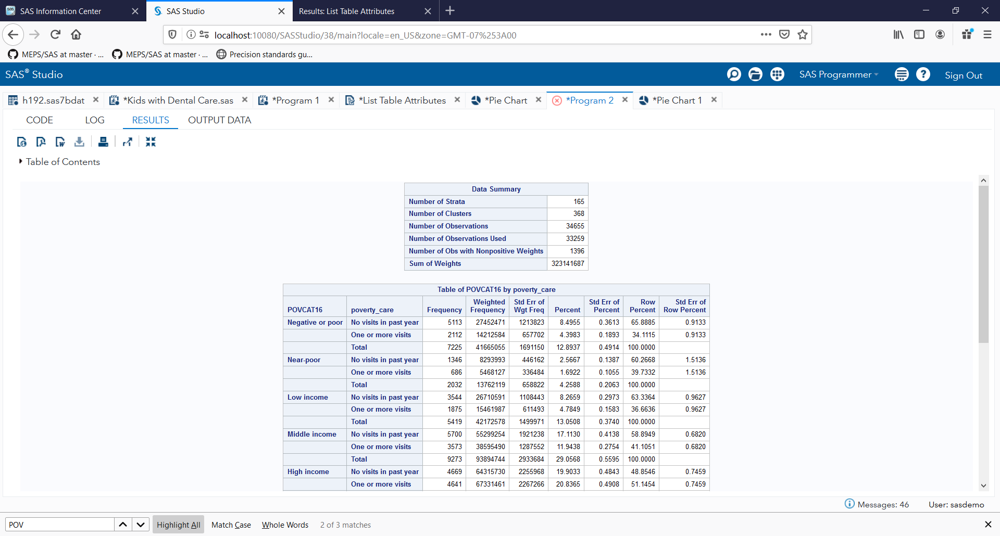 SAS Information Center
SAS Studio
Results: List Table Attributes
localhost:10080/SASStudio/38/main?locale=en_US&zone=GMT-07%253A00
MEPS/SAS at master · ...
MEPS/SAS at master · ...
Precision standards gu...
SAS® Studio
SAS Programmer
Sign Out
h192.sas7bdat
*Kids with Dental Care.sas
*Program 1
*List Table Attributes
*Pie Chart
*Program 2
*Pie Chart 1
CODE
LOG
RESULTS
OUTPUT DATA
Table of Contents
Data Summary
Number of Strata 165
Number of Clusters 368
Number of Observations 34655
Number of Observations Used 33259
Number of Obs with Nonpositive Weights 1396
Sum of Weights 323141687
Table of POVCAT16 by poverty_care
POVCAT16 poverty_care Frequency Weighted Frequency Std Err of Wgt Freq Percent Std Err of Percent Row Percent Std Err of Row Percent
Negative or poor No visits in past year 5113 27452471 1213823 8.4955 0.3613 65.8885 0.9133
One or more visits 2112 14212584 657702 4.3983 0.1893 34.1115 0.9133
Total 7225 41665055 1691150 12.8937 0.4914 100.0000
Near-poor No visits in past year 1346 8293993 446162 2.5667 0.1387 60.2668 1.5136
One or more visits 686 5468127 336484 1.6922 0.1055 39.7332 1.5136
Total 2032 13762119 658822 4.2588 0.2063 100.0000
Low income No visits in past year 3544 26710591 1108443 8.2659 0.2973 63.3364 0.9627
One or more visits 1875 15461987 611493 4.7849 0.1583 36.6636 0.9627
Total 5419 42172578 1499971 13.0508 0.3740 100.0000
Middle income No visits in past year 5700 55299254 1921238 17.1130 0.4138 58.8949 0.6820
One or more visits 3573 38595490 1287552 11.9438 0.2754 41.1051 0.6820
Total 9273 93894744 2933684 29.0568 0.5595 100.0000
High income No visits in past year 4669 64315730 2255968 19.9033 0.4843 48.8546 0.7459
One or more visits 4641 67331461 2267266 20.8365 0.4908 51.1454 0.7459
Messages: 46
User: sasdemo
POV
Highlight All
Match Case
Whole Words
2 of 3 matches